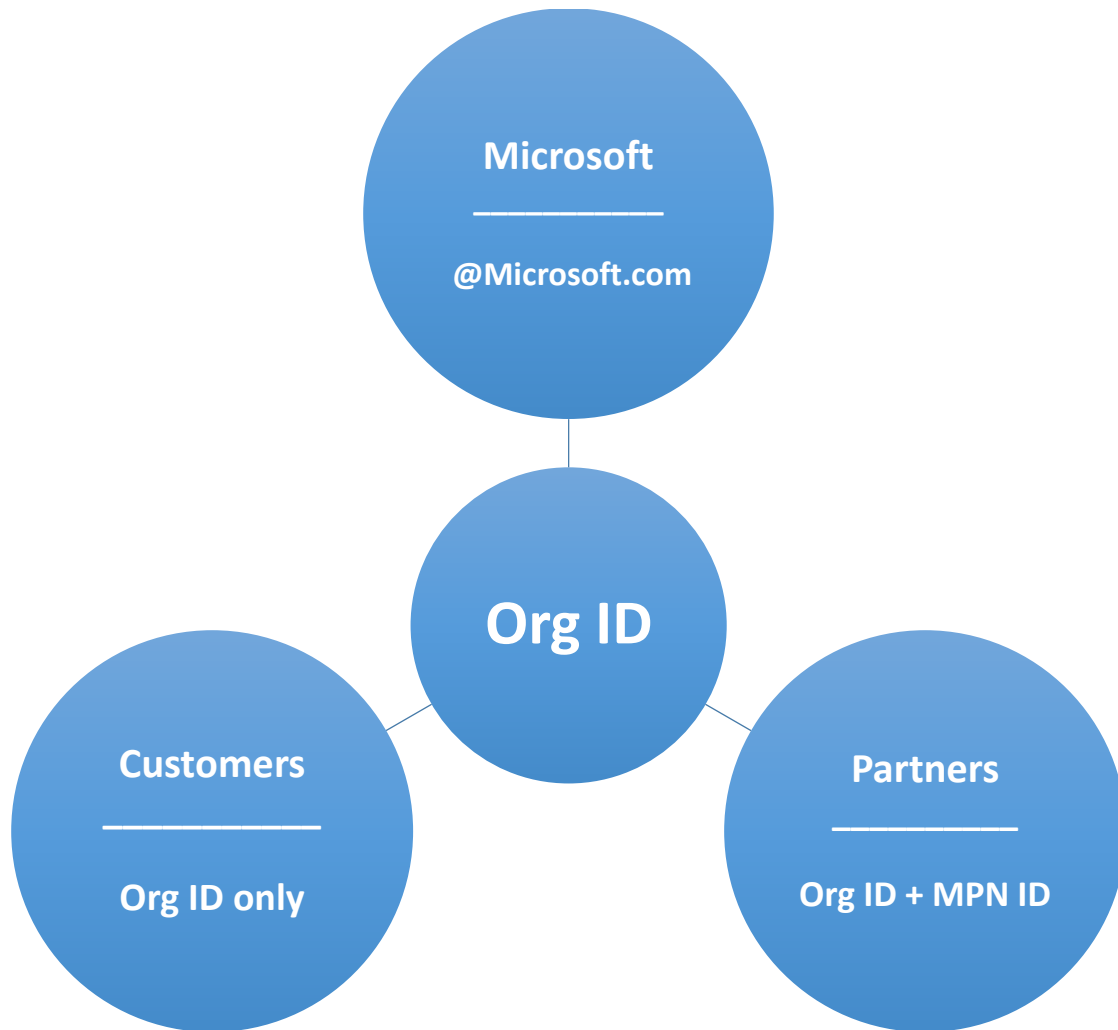 Microsoft
@Microsoft.com
Org ID
Customers
Org ID only
Partners
Org ID + MPN ID